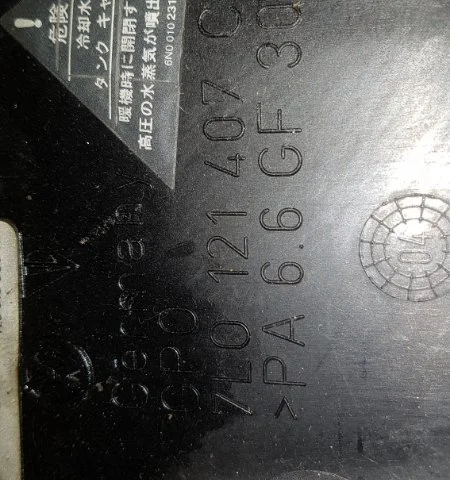 !
危険
冷却水
タンク キャ
暖機時に開閉す
高圧の水蒸気が噴出
6N0 010 231
Germany
CPO
7L0 121 407 C
>PA 6.6 GF 30
04